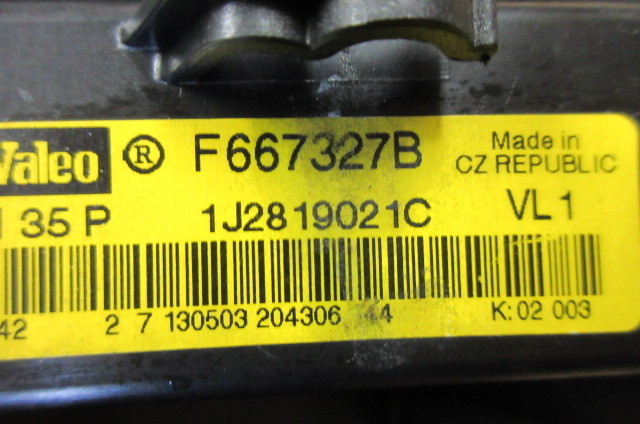 Valeo ® F667327B Made in
CZ REPUBLIC
35 P 1J2819021C VL 1
42 2 7 130503 204306 44 K: 02 003